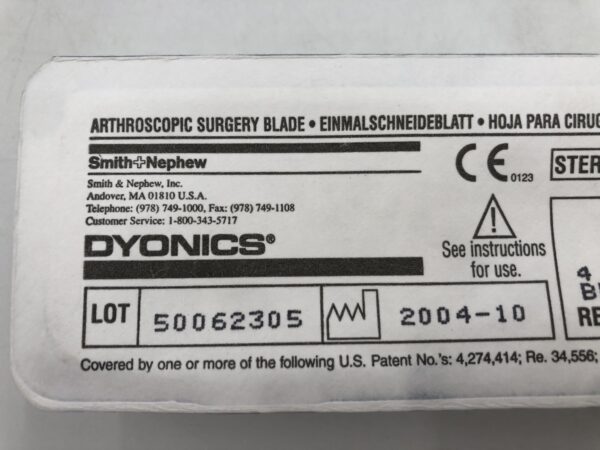 ARTHROSCOPIC SURGERY BLADE • EINMALSCHNEIDEBLATT • HOJA PARA CIRUG
Smith+Nephew
Smith & Nephew, Inc.
Andover, MA 01810 U.S.A.
Telephone: (978) 749-1000, Fax: (978) 749-1108
Customer Service: 1-800-343-5717
DYONICS®
CE 0123
STER
See instructions
for use.
LOT 50062305 2004-10
4
RE
Covered by one or more of the following U.S. Patent No.'s: 4,274,414; Re. 34,556;